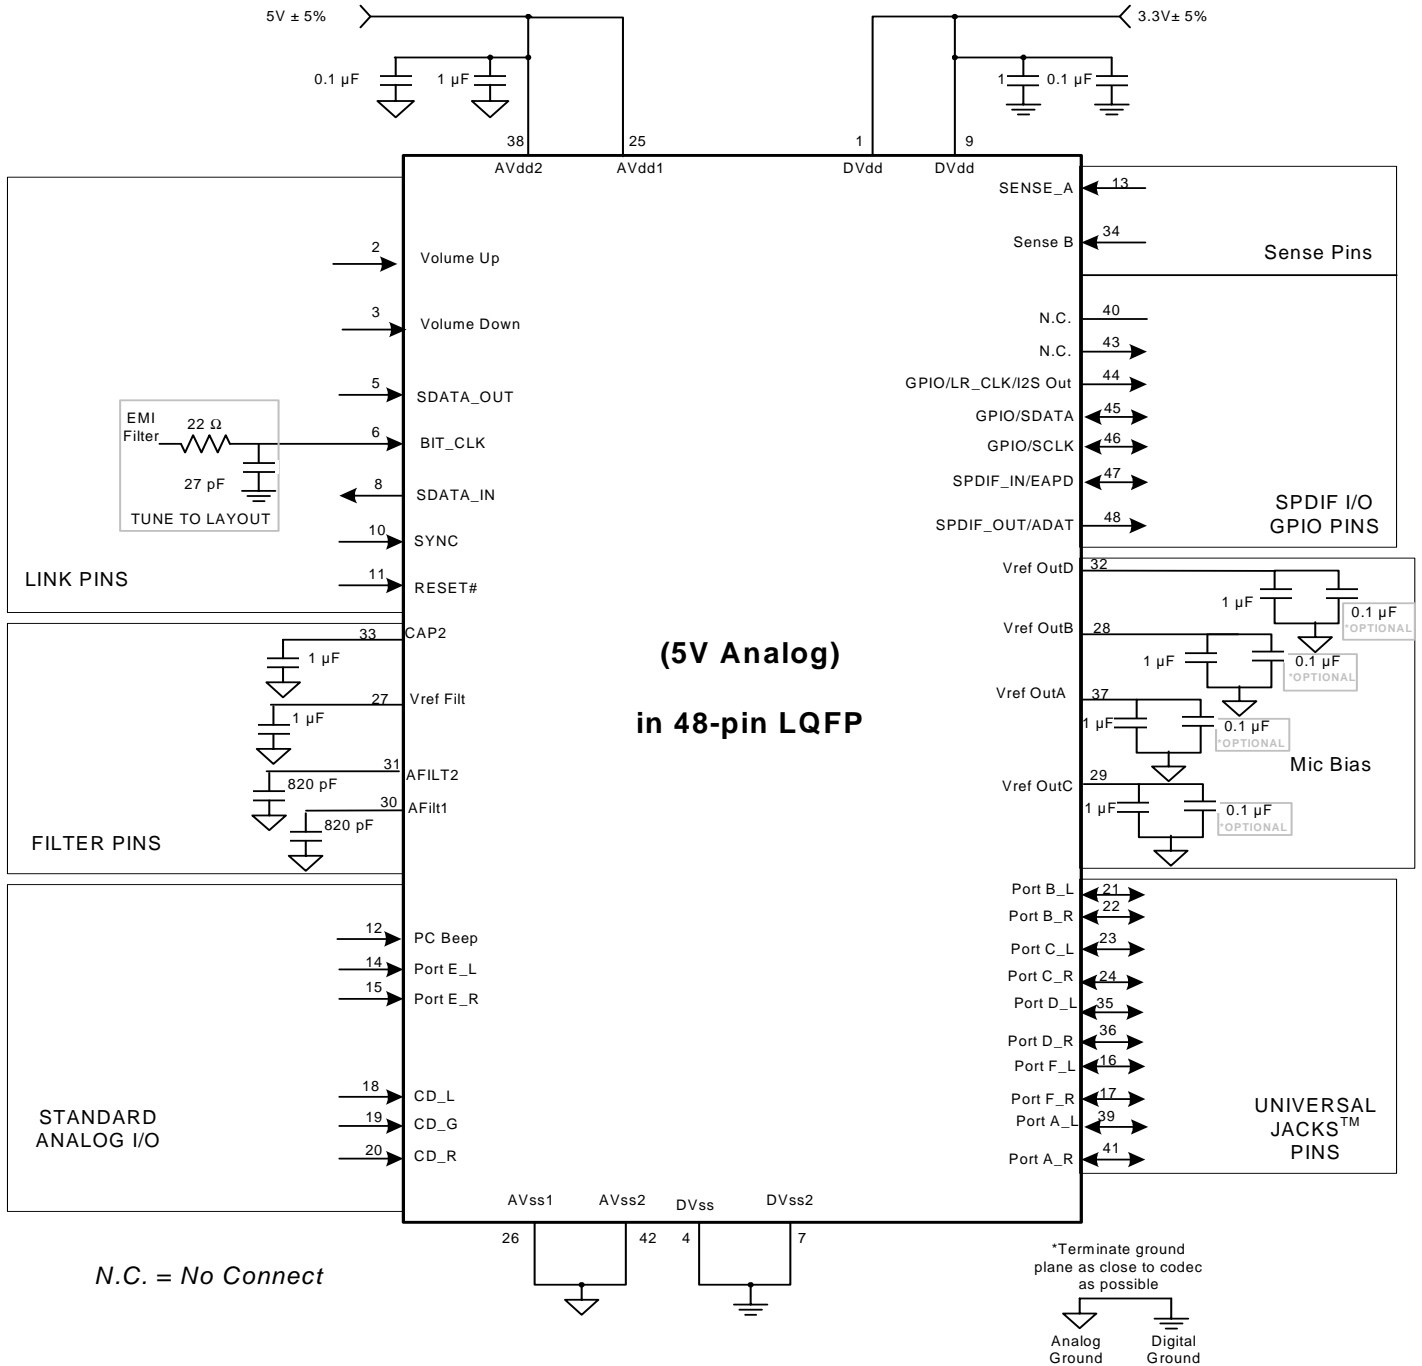 5V ± 5%
3.3V± 5%
0.1 µF
1 µF
1
0.1 µF
38
25
1
9
AVdd2
AVdd1
DVdd
DVdd
2
Volume Up
3
Volume Down
5
SDATA_OUT
EMI
Filter
22 Ω
27 pF
TUNE TO LAYOUT
6
BIT_CLK
8
SDATA_IN
10
SYNC
11
RESET#
LINK PINS
33
CAP2
1 µF
27
Vref Filt
1 µF
31
AFILT2
820 pF
30
AFilt1
820 pF
FILTER PINS
12
PC Beep
14
Port E_L
15
Port E_R
18
CD_L
19
CD_G
20
CD_R
STANDARD
ANALOG I/O
(5V Analog)
in 48-pin LQFP
SENSE_A
13
Sense B
34
Sense Pins
N.C.
40
N.C.
43
GPIO/LR_CLK/I2S Out
44
GPIO/SDATA
45
GPIO/SCLK
46
SPDIF_IN/EAPD
47
SPDIF_OUT/ADAT
48
SPDIF I/O
GPIO PINS
Vref OutD
32
1 µF
0.1 µF
*OPTIONAL
Vref OutB
28
1 µF
0.1 µF
*OPTIONAL
Vref OutA
37
1 µF
0.1 µF
*OPTIONAL
Mic Bias
Vref OutC
29
1 µF
0.1 µF
*OPTIONAL
Port B_L
21
Port B_R
22
Port C_L
23
Port C_R
24
Port D_L
35
Port D_R
36
Port F_L
16
Port F_R
17
Port A_L
39
Port A_R
41
UNIVERSAL
JACKS™
PINS
AVss1
AVss2
DVss
DVss2
26
42
4
7
N.C. = No Connect
*Terminate ground
plane as close to codec
as possible
Analog
Ground
Digital
Ground